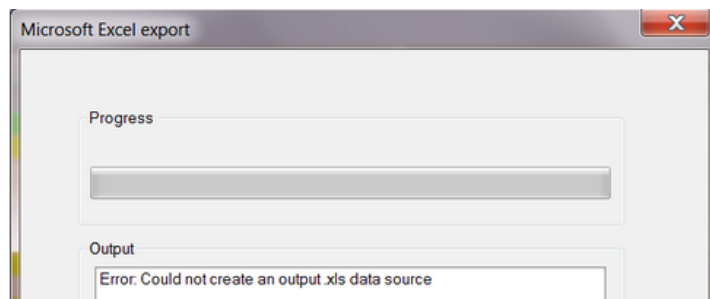 Microsoft Excel export
X
Progress
Output
Error: Could not create an output .xls data source